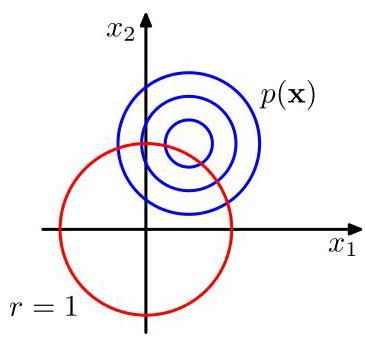 x₂
p(𝐱)
x₁
r = 1